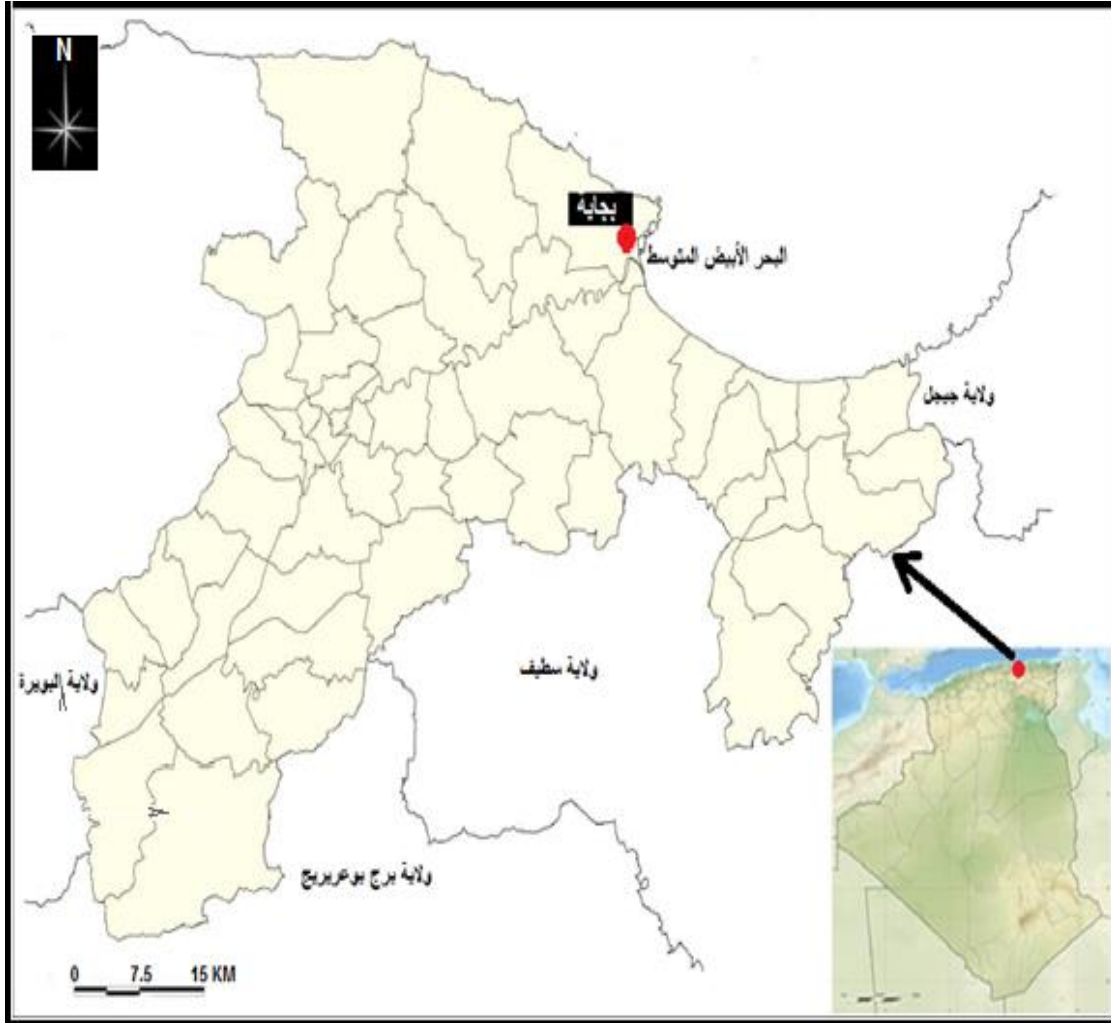 N
بجاية
البحر الأبيض المتوسط
ولاية جيجل
ولاية سطيف
ولاية البويرة
ولاية برج بوعريريج
0 7.5 15 KM